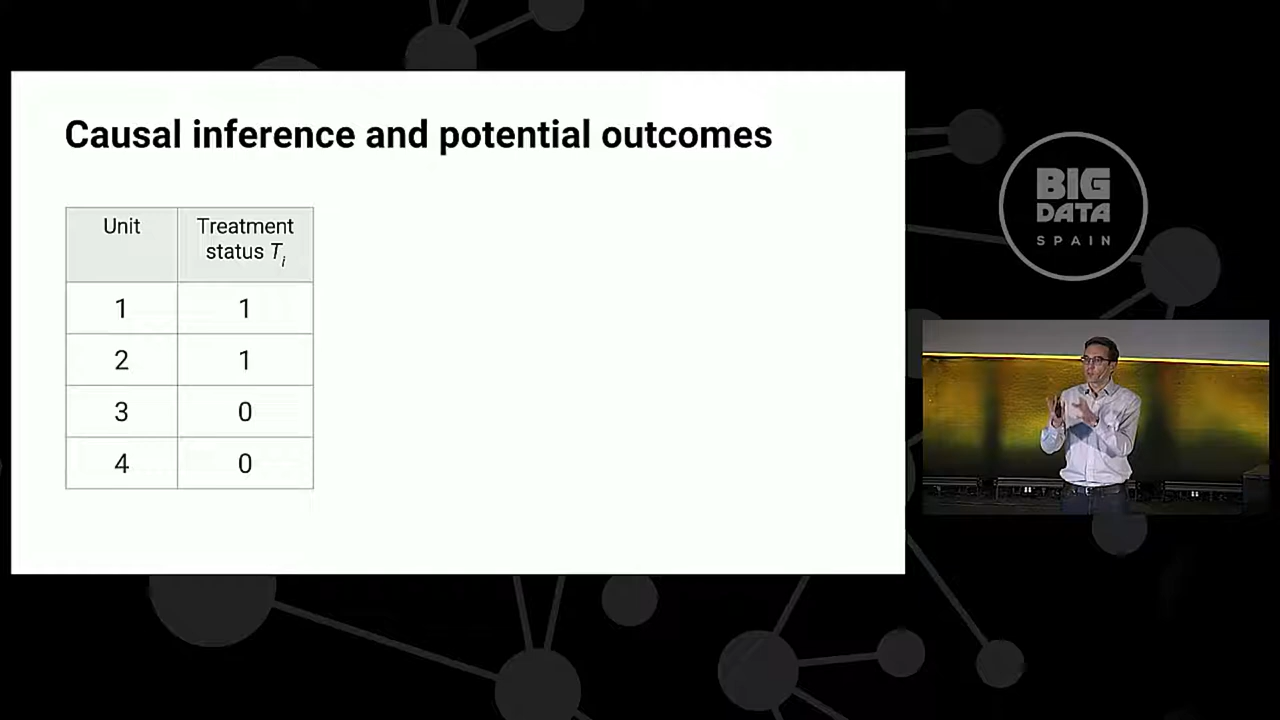 Causal inference and potential outcomes
Unit
Treatment
status Ti
1 1
2 1
3 0
4 0
BIG
DATA
SPAIN